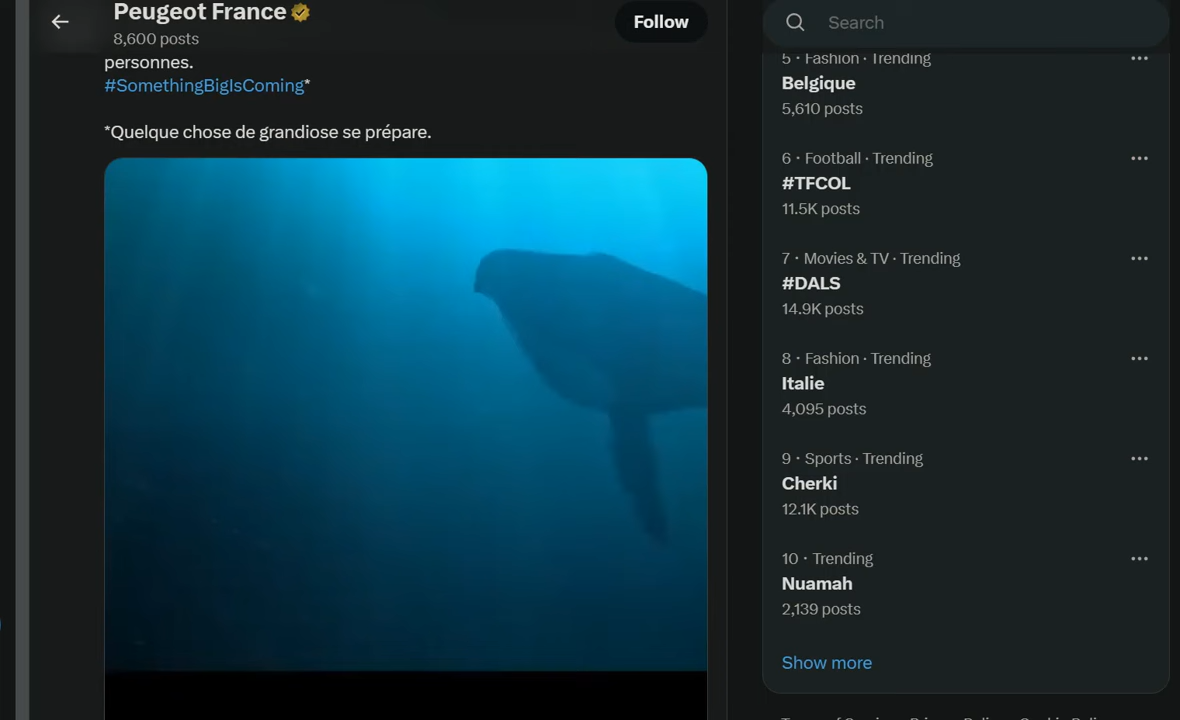 Peugeot France
8,600 posts
Follow
personnes.
#SomethingBigIsComing*
*Quelque chose de grandiose se prépare.
Search
5 · Fashion · Trending
Belgique
5,610 posts
6 · Football · Trending
#TFCOL
11.5K posts
7 · Movies & TV · Trending
#DALS
14.9K posts
8 · Fashion · Trending
Italie
4,095 posts
9 · Sports · Trending
Cherki
12.1K posts
10 · Trending
Nuamah
2,139 posts
Show more